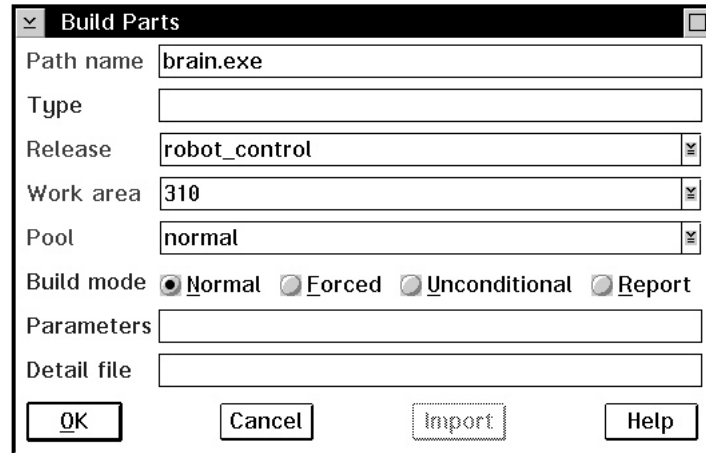 Build Parts
Path name brain.exe
Type
Release robot_control
Work area 310
Pool normal
Build mode Normal Forced Unconditional Report
Parameters
Detail file
OK Cancel Import Help